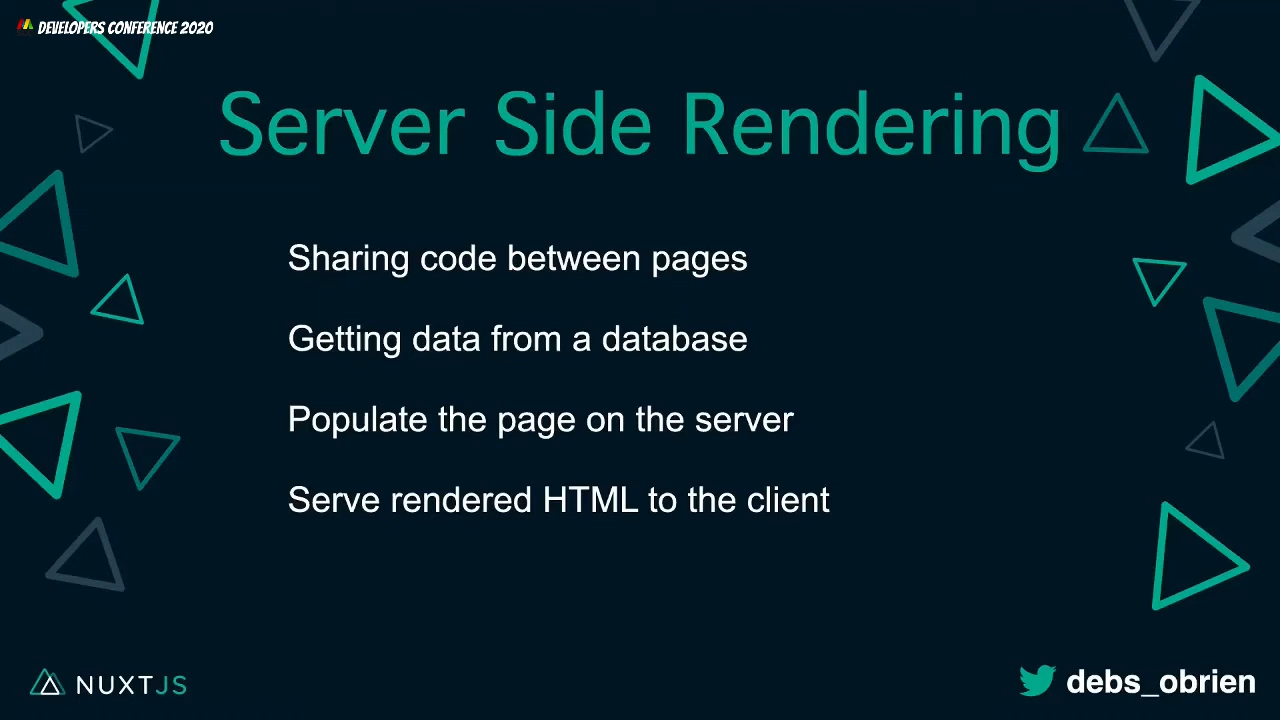 DEVELOPERS CONFERENCE 2020
Server Side Rendering
Sharing code between pages
Getting data from a database
Populate the page on the server
Serve rendered HTML to the client
NUXTJS
debs_obrien